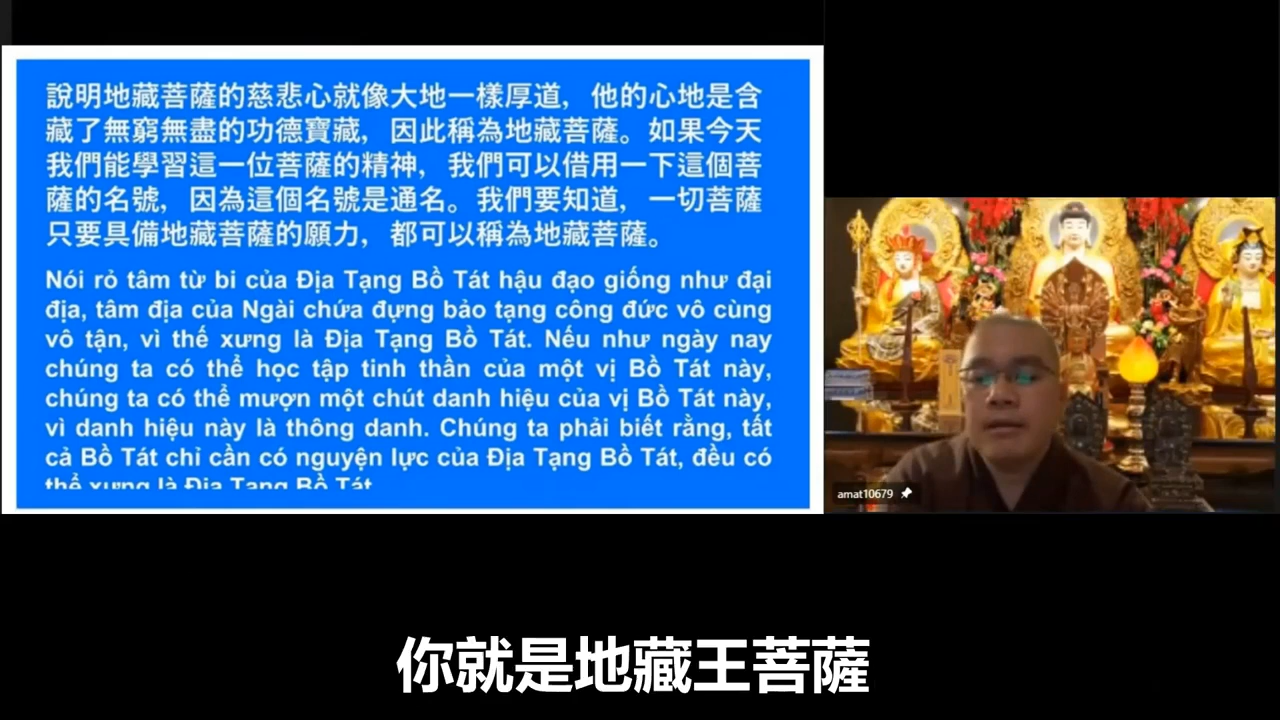 說明地藏菩薩的慈悲心就像大地一樣厚道，他的心地是含
藏了無窮無盡的功德寶藏，因此稱為地藏菩薩。如果今天
我們能學習這一位菩薩的精神，我們可以借用一下這個菩
薩的名號，因為這個名號是通名。我們要知道，一切菩薩
只要具備地藏菩薩的願力，都可以稱為地藏菩薩。
Nói rỏ tâm từ bi của Địa Tạng Bồ Tát hậu đạo giống như đại
địa, tâm địa của Ngài chứa đựng bảo tạng công đức vô cùng
vô tận, vì thế xưng là Địa Tạng Bồ Tát. Nếu như ngày nay
chúng ta có thể học tập tinh thần của một vị Bồ Tát này,
chúng ta có thể mượn một chút danh hiệu của vị Bồ Tát này,
vì danh hiệu này là thông danh. Chúng ta phải biết rằng, tất
cả Bồ Tát chỉ cần có nguyện lực của Địa Tạng Bồ Tát, đều có
thể xưng là Địa Tạng Bồ Tát
amat10679
你就是地藏王菩薩